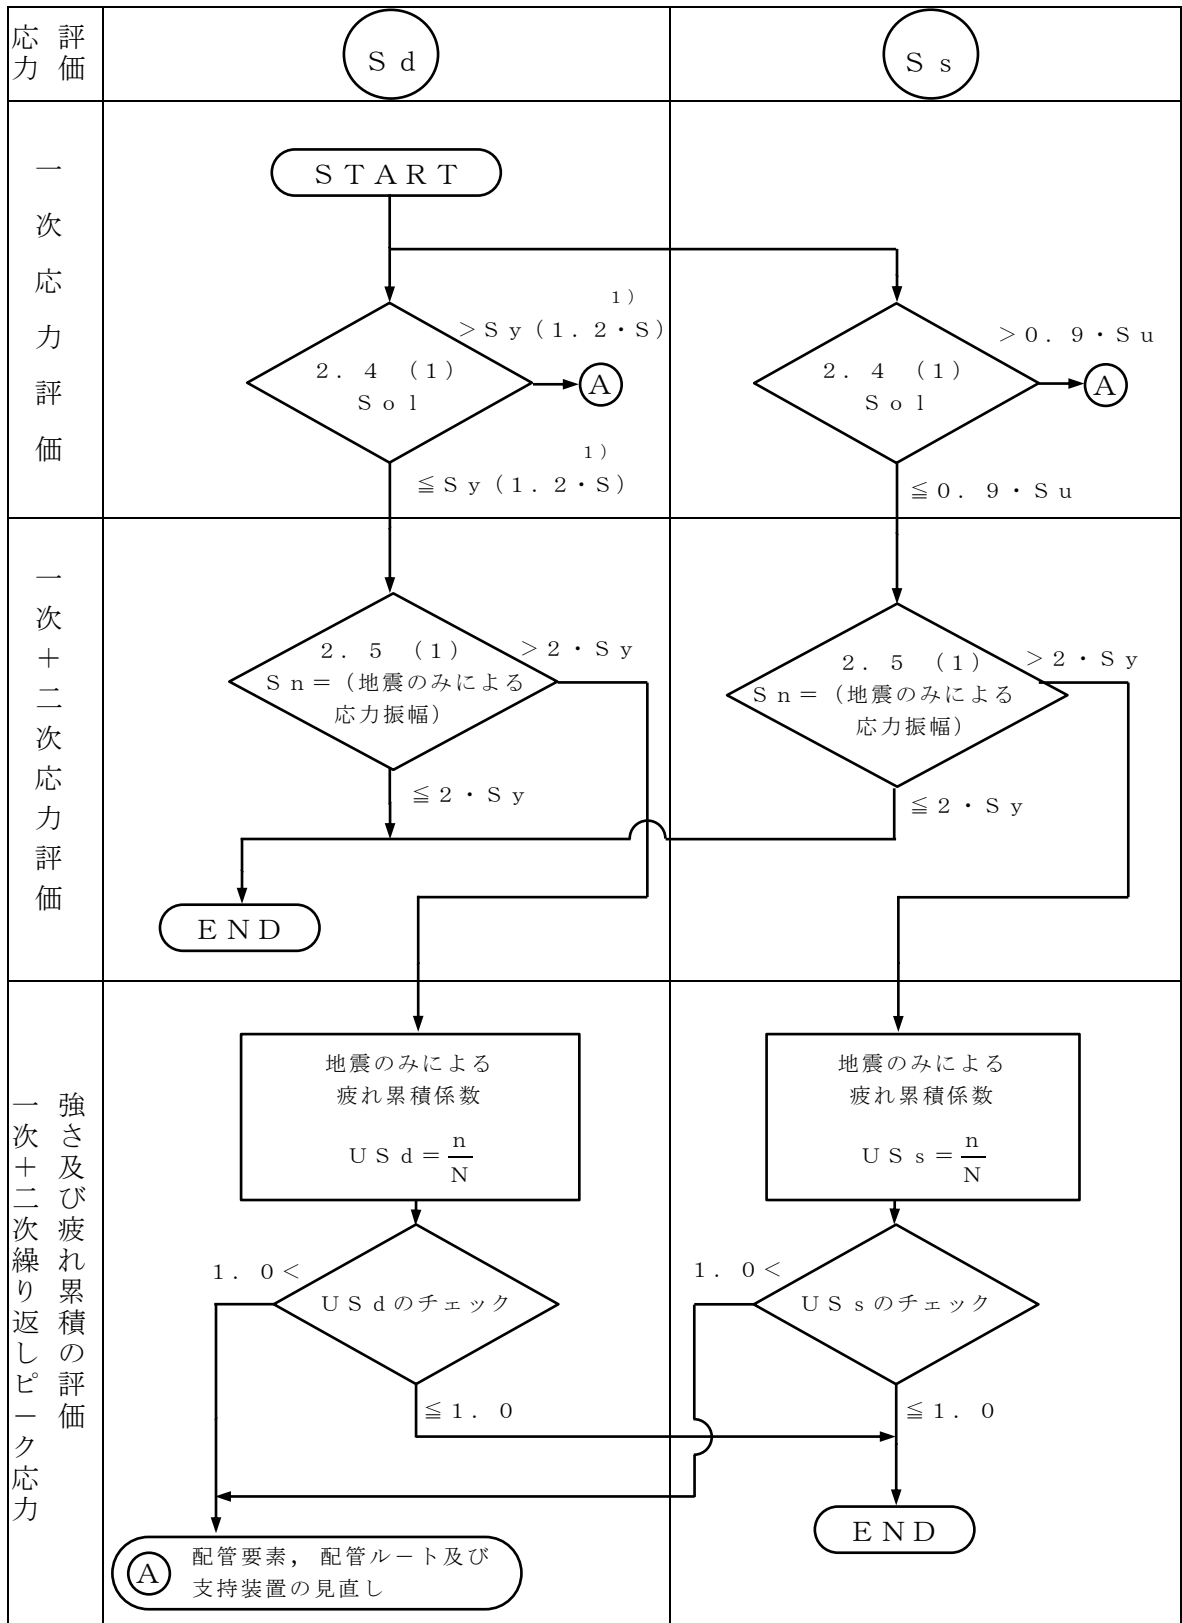 応力 評価
Ｓｄ
Ｓｓ
一次応力評価
ＳＴＡＲＴ
１）
＞Ｓｙ（１．２・Ｓ）
２．４ （１）
Ｓｏｌ
Ａ
１）
≦Ｓｙ（１．２・Ｓ）
＞０．９・Ｓｕ
２．４ （１）
Ｓｏｌ
Ａ
≦０．９・Ｓｕ
一次＋二次応力評価
２．５ （１）
Ｓｎ＝（地震のみによる
応力振幅）
＞２・Ｓｙ
≦２・Ｓｙ
２．５ （１）
Ｓｎ＝（地震のみによる
応力振幅）
＞２・Ｓｙ
≦２・Ｓｙ
ＥＮＤ
一次＋二次繰り返しピーク応力
強さ及び疲れ累積の評価
地震のみによる
疲れ累積係数
ＵＳｄ＝n/N
地震のみによる
疲れ累積係数
ＵＳｓ＝n/N
１．０＜
ＵＳｄのチェック
≦１．０
１．０＜
ＵＳｓのチェック
≦１．０
ＥＮＤ
Ａ 配管要素，配管ルート及び
支持装置の見直し